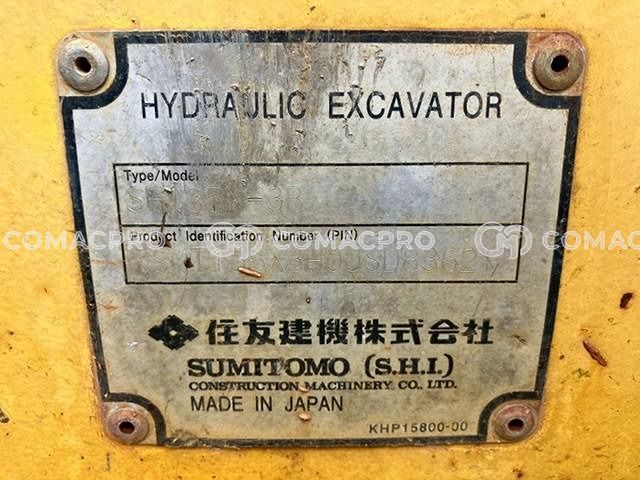 HYDRAULIC EXCAVATOR
Type/Model
Product Identification Number (PIN)
COMACPRO COMACPRO COMACPRO
住友建機株式会社
SUMITOMO (S.H.I.)
CONSTRUCTION MACHINERY CO., LTD.
MADE IN JAPAN
KHP15800-00